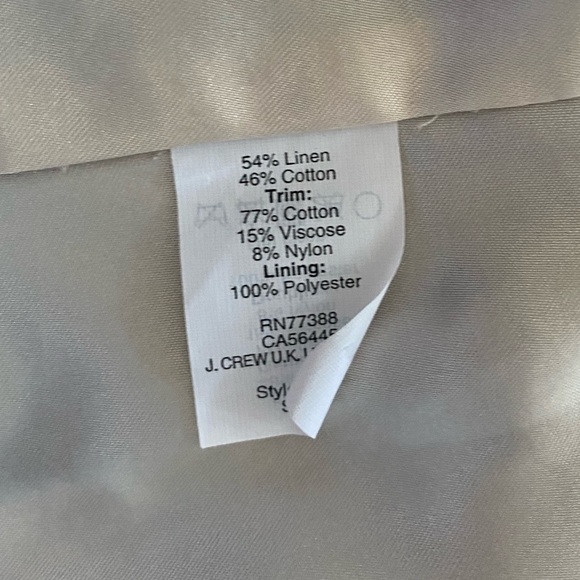 54% Linen
46% Cotton
Trim:
77% Cotton
15% Viscose
8% Nylon
Lining:
100% Polyester
RN77388
J. CREW U.K.